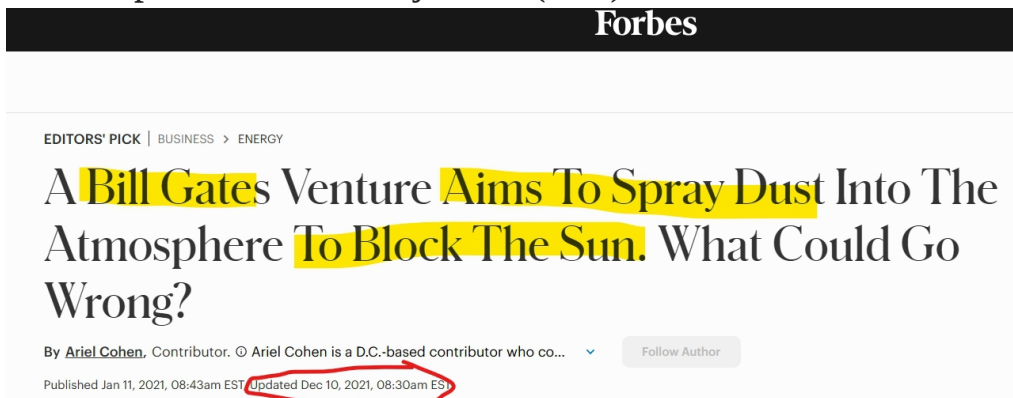 Forbes
EDITORS' PICK | BUSINESS > ENERGY
A Bill Gates Venture Aims To Spray Dust Into The
Atmosphere To Block The Sun. What Could Go
Wrong?
By Ariel Cohen, Contributor. ⓘ Ariel Cohen is a D.C.-based contributor who co...
Follow Author
Published Jan 11, 2021, 08:43am EST Updated Dec 10, 2021, 08:30am EST